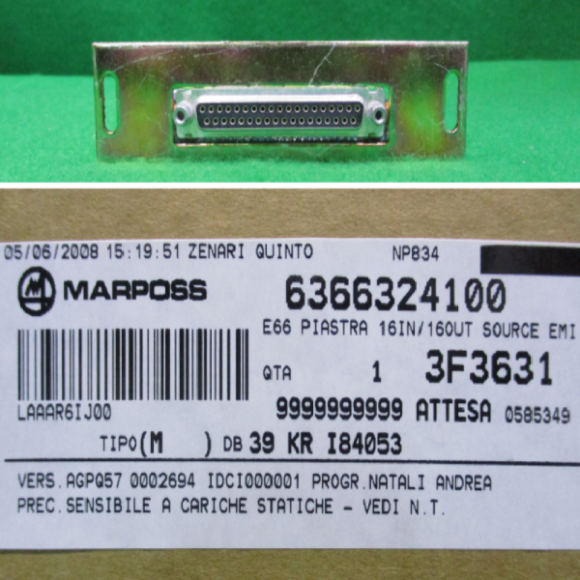 05/06/2008 15:19:51 ZENARI QUINTO NP834
MARPOSS 6366324100
E66 PIASTRA 16IN/16OUT SOURCE EMI
QTA 1 3F3631
LAAAR6IJ00 9999999999 ATTESA 0585349
TIPO(M ) DB 39 KR I84053
VERS.AGPQ57 0002694 IDCI000001 PROGR.NATALI ANDREA
PREC.SENSIBILE A CARICHE STATICHE - VEDI N.T.